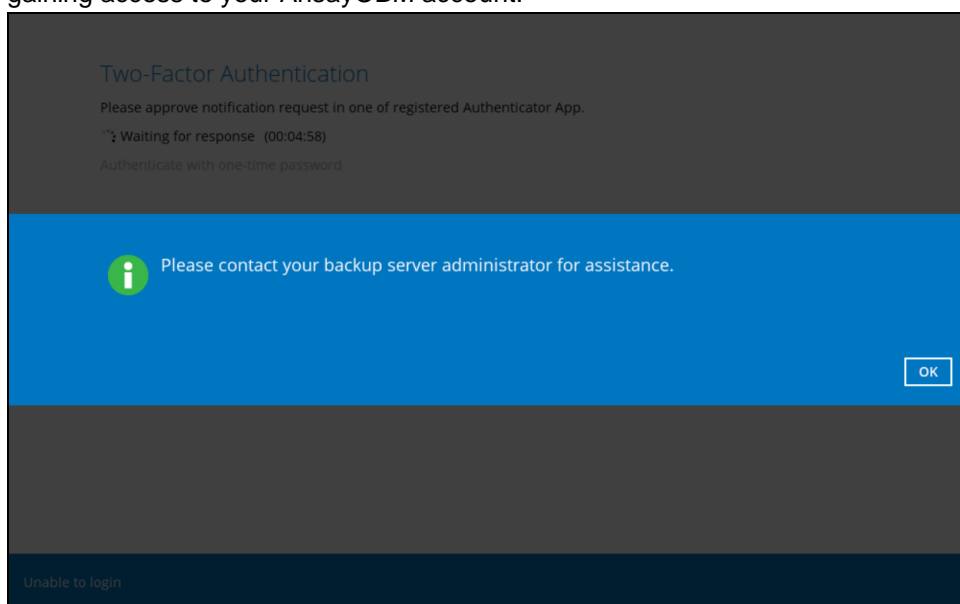 gaining access to your AhsayOBM account.
Two-Factor Authentication
Please approve notification request in one of registered Authenticator App.
Waiting for response (00:04:58)
Authenticate with one-time password
Please contact your backup server administrator for assistance.
OK
Unable to login